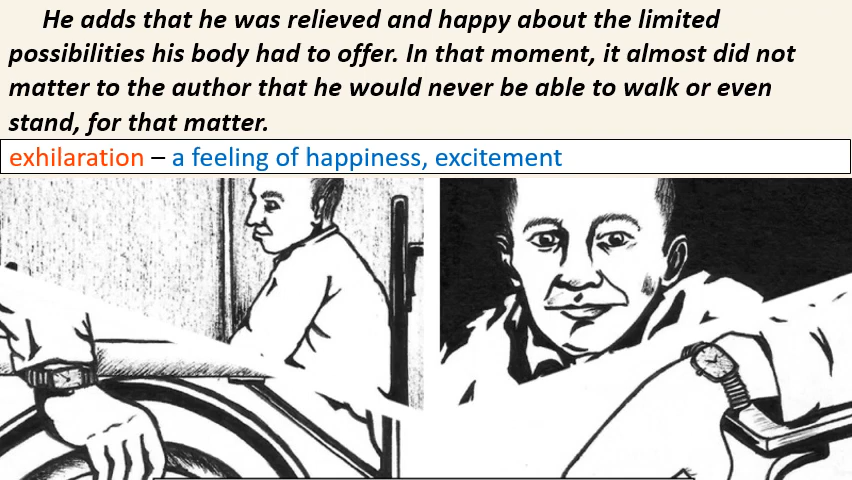 He adds that he was relieved and happy about the limited
possibilities his body had to offer. In that moment, it almost did not
matter to the author that he would never be able to walk or even
stand, for that matter.
exhilaration – a feeling of happiness, excitement